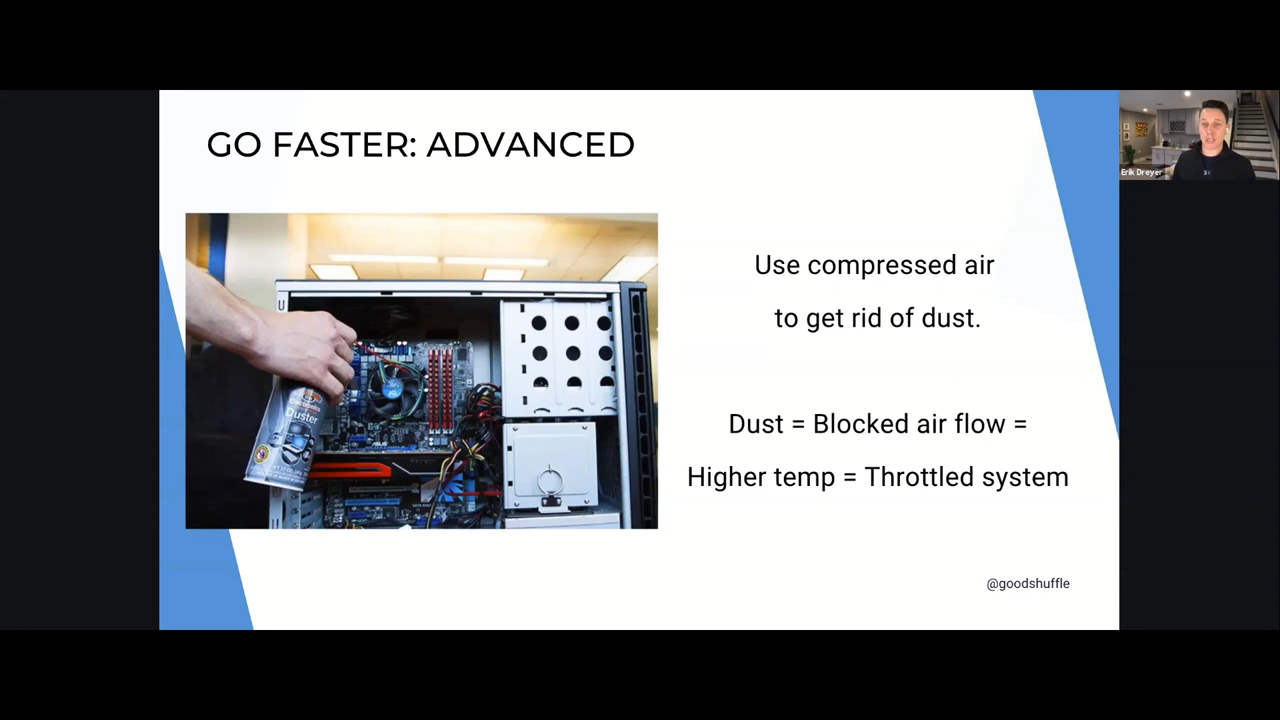 GO FASTER: ADVANCED
Erik Dreyer
Use compressed air
to get rid of dust.
Duster
Dust = Blocked air flow =
Higher temp = Throttled system
@goodshuffle